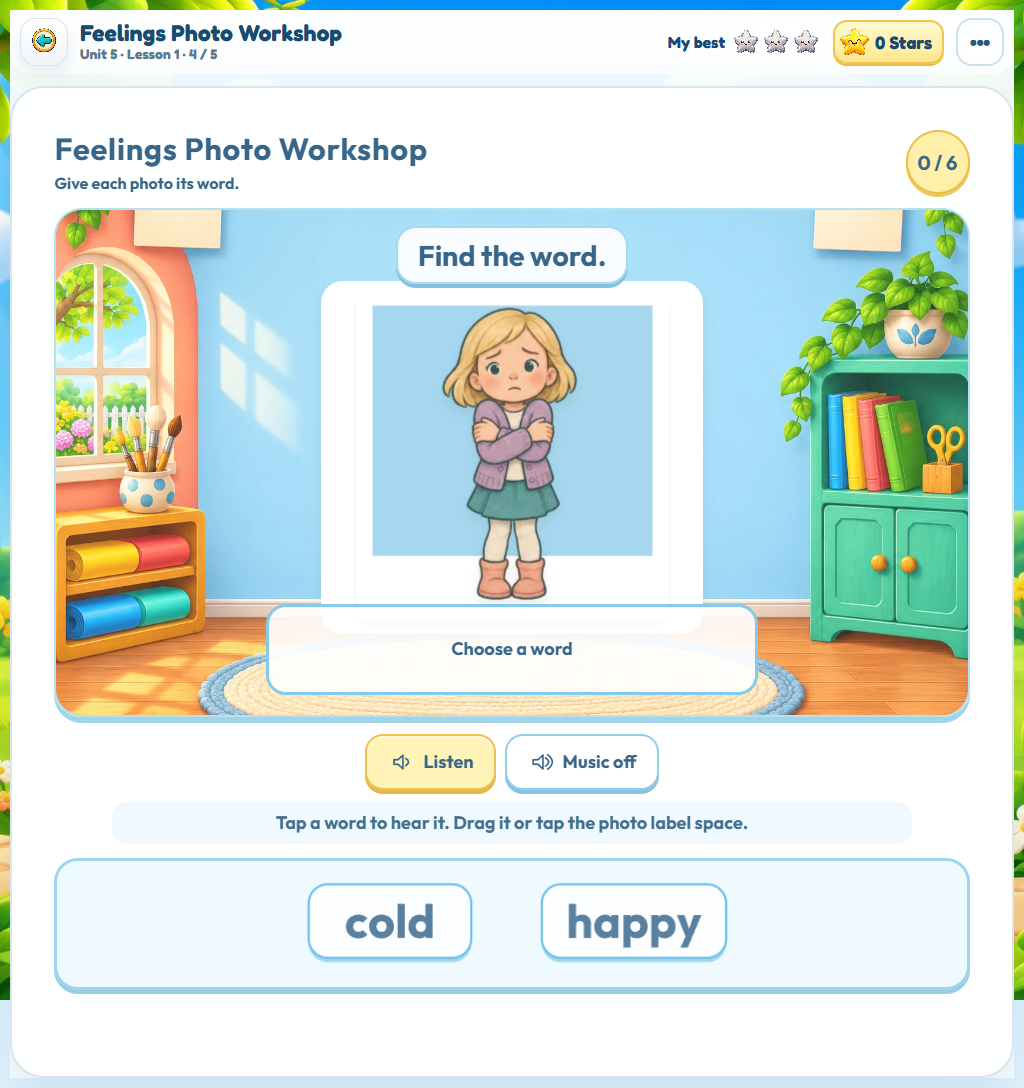 Feelings Photo Workshop
Unit 5 · Lesson 1 · 4 / 5
My best
0 Stars
•••
Feelings Photo Workshop
Give each photo its word.
0 / 6
Find the word.
Choose a word
Listen
Music off
Tap a word to hear it. Drag it or tap the photo label space.
cold
happy